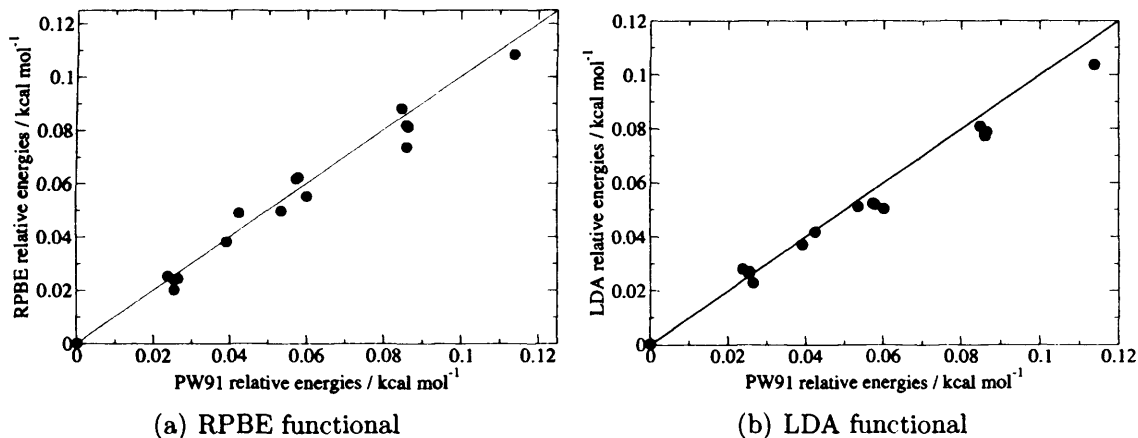 RPBE relative energies / kcal mol⁻¹
0.12
0.1
0.08
0.06
0.04
0.02
0
0 0.02 0.04 0.06 0.08 0.1 0.12
PW91 relative energies / kcal mol⁻¹
(a) RPBE functional
LDA relative energies / kcal mol⁻¹
0.12
0.10
0.08
0.06
0.04
0.02
0
0 0.02 0.04 0.06 0.08 0.1 0.12
PW91 relative energies / kcal mol⁻¹
(b) LDA functional